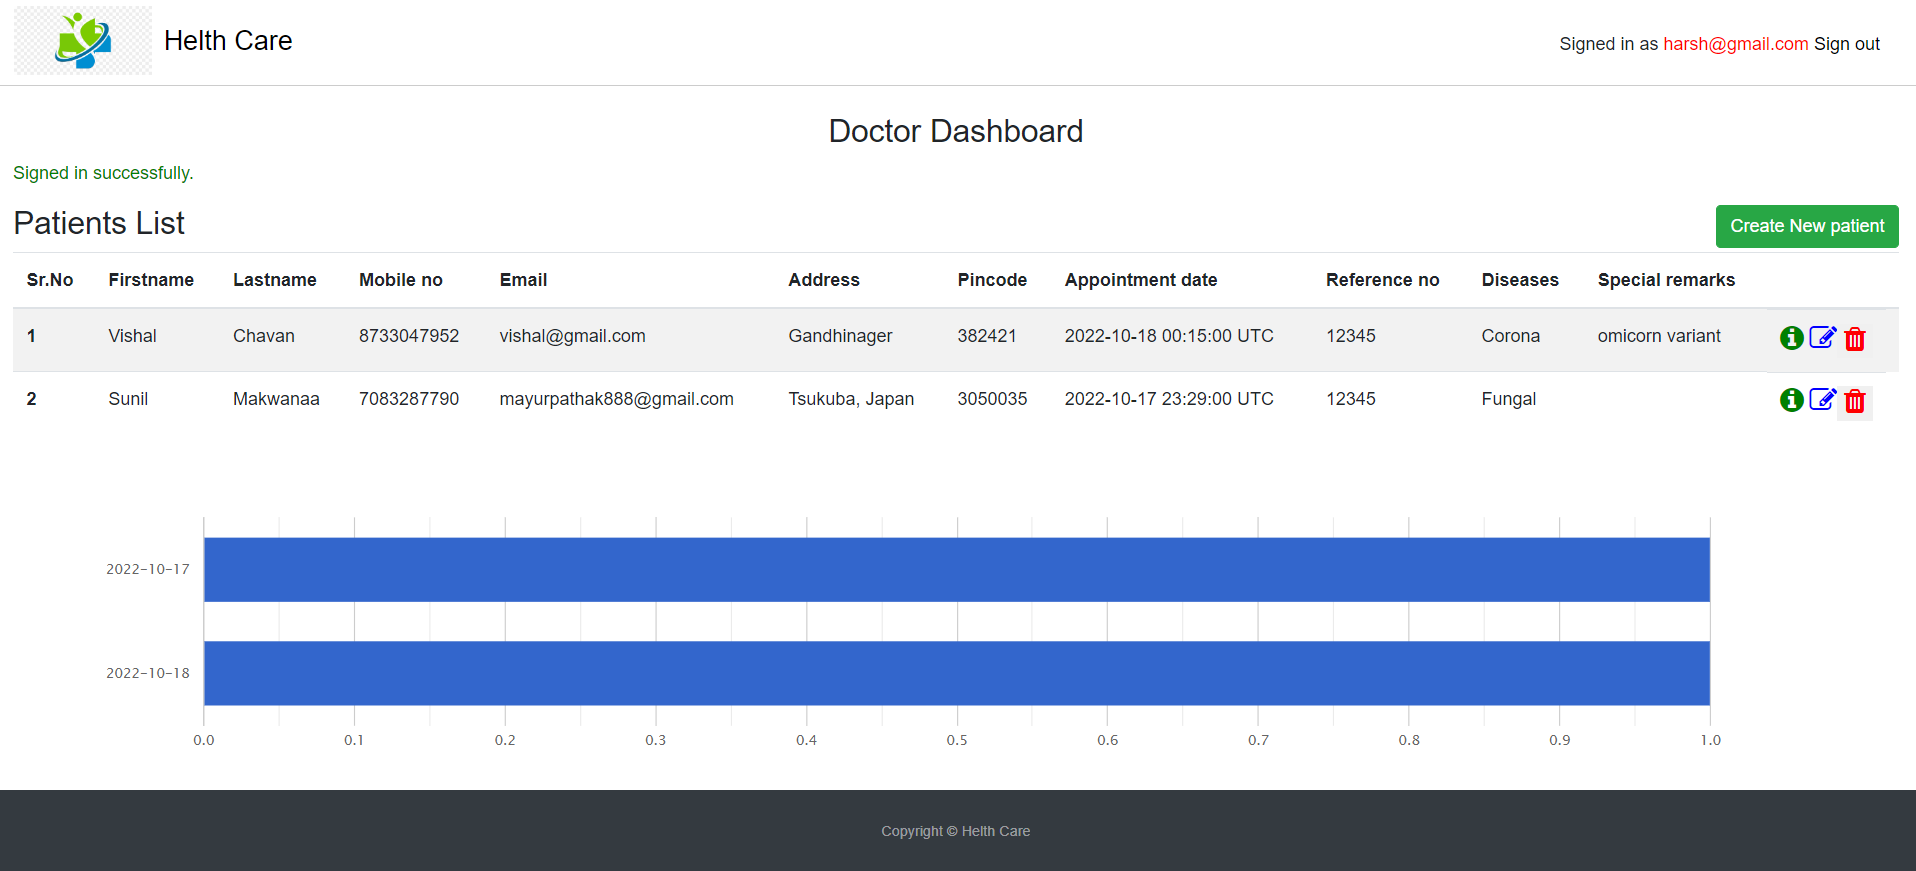 Helth Care
Signed in as harsh@gmail.com Sign out
Doctor Dashboard
Signed in successfully.
Patients List
Create New patient
Sr.No Firstname Lastname Mobile no Email Address Pincode Appointment date Reference no Diseases Special remarks
1 Vishal Chavan 8733047952 vishal@gmail.com Gandhinager 382421 2022-10-18 00:15:00 UTC 12345 Corona omicorn variant
2 Sunil Makwanaa 7083287790 mayurpathak888@gmail.com Tsukuba, Japan 3050035 2022-10-17 23:29:00 UTC 12345 Fungal
2022-10-17
2022-10-18
0.0 0.1 0.2 0.3 0.4 0.5 0.6 0.7 0.8 0.9 1.0
Copyright © Helth Care